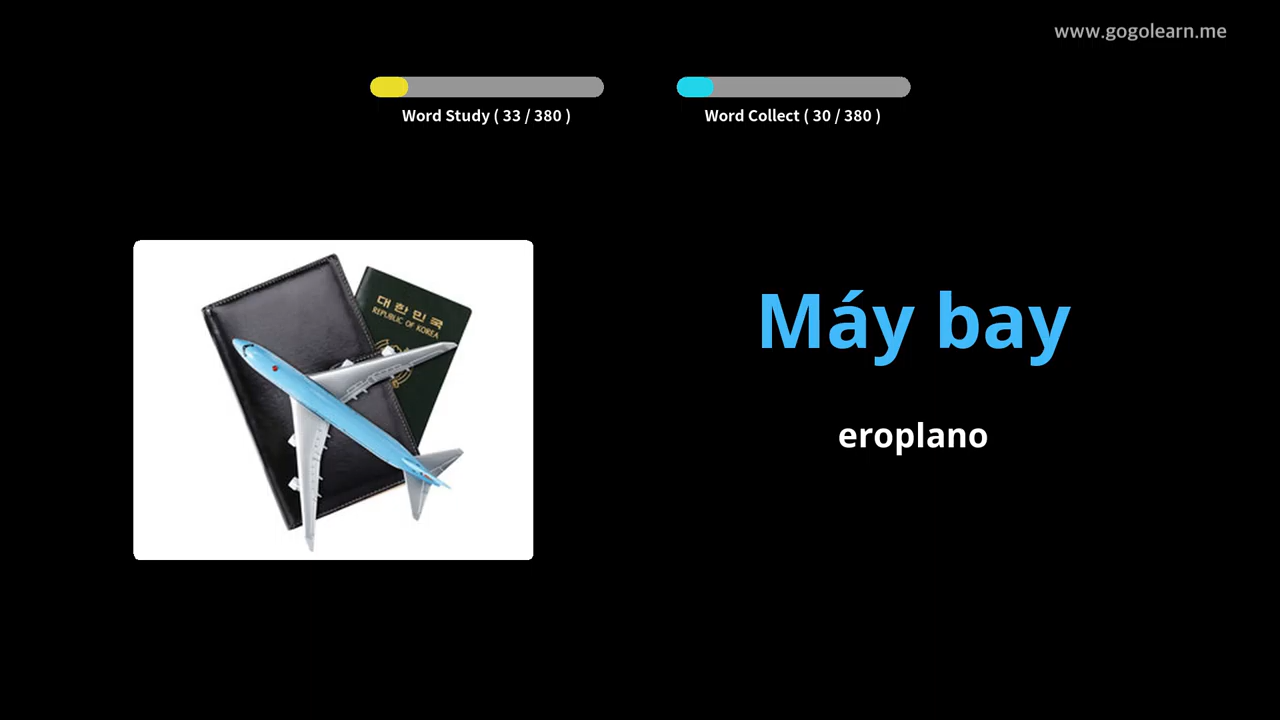 www.gogolearn.me
Word Study ( 33 / 380 )
Word Collect ( 30 / 380 )
대한민국
REPUBLIC OF KOREA
Máy bay
eroplano